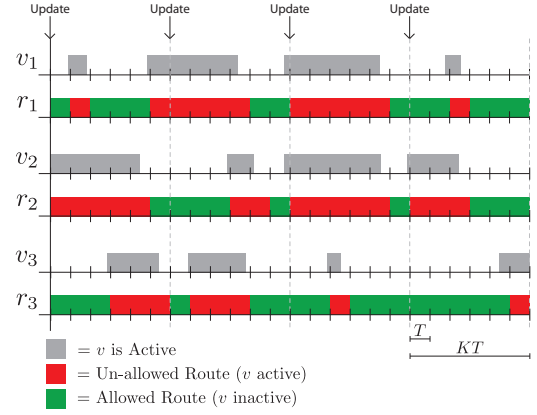 Update Update Update Update
v1
r1
v2
r2
v3
r3
T
KT
= v is Active
= Un-allowed Route (v active)
= Allowed Route (v inactive)